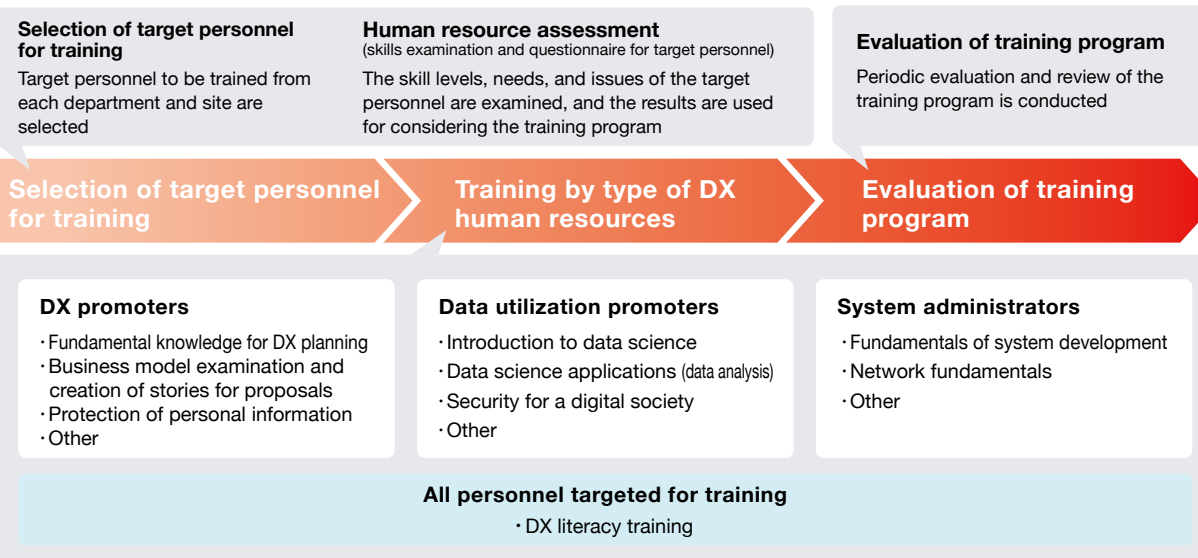 Selection of target personnel
for training
Target personnel to be trained from
each department and site are
selected
Human resource assessment
(skills examination and questionnaire for target personnel)
The skill levels, needs, and issues of the target
personnel are examined, and the results are used
for considering the training program
Evaluation of training program
Periodic evaluation and review of the
training program is conducted
Selection of target personnel
for training
Training by type of DX
human resources
Evaluation of training
program
DX promoters
・Fundamental knowledge for DX planning
・Business model examination and
creation of stories for proposals
・Protection of personal information
・Other
Data utilization promoters
・Introduction to data science
・Data science applications (data analysis)
・Security for a digital society
・Other
System administrators
・Fundamentals of system development
・Network fundamentals
・Other
All personnel targeted for training
・DX literacy training